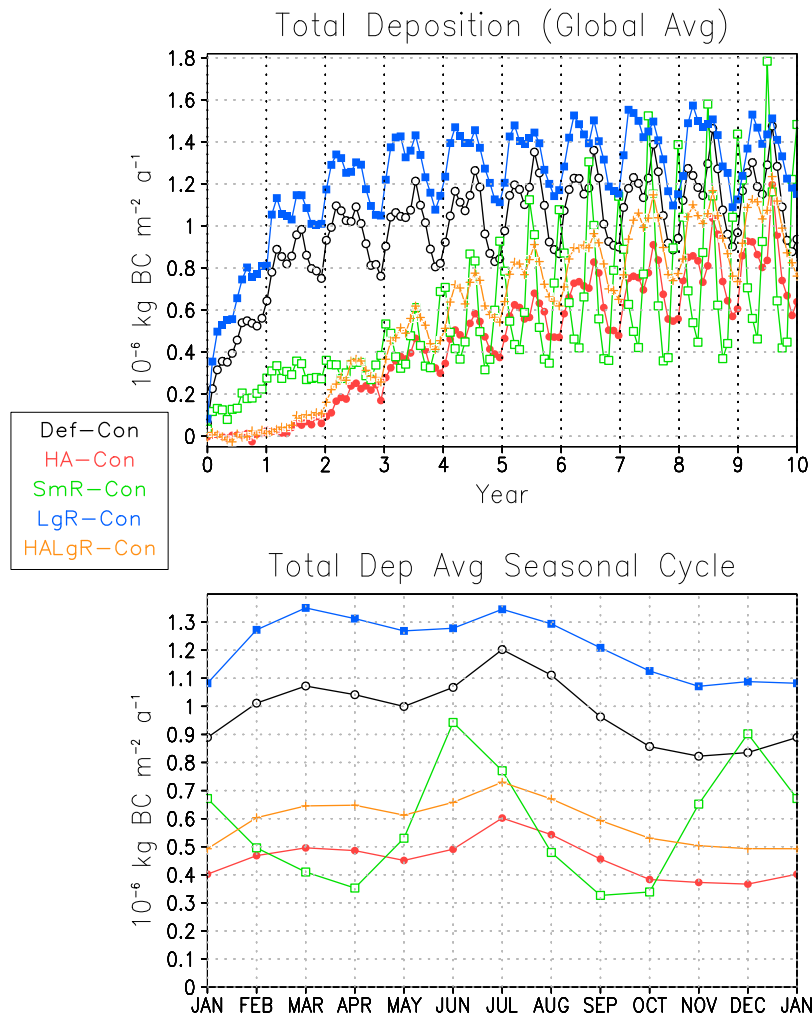 Total Deposition (Global Avg)
10⁻⁶ kg BC m⁻² a⁻¹
1.8
1.6
1.4
1.2
1
0.8
0.6
0.4
0.2
0
0 1 2 3 4 5 6 7 8 9 10
Year
Def-Con
HA-Con
SmR-Con
LgR-Con
HALgR-Con
Total Dep Avg Seasonal Cycle
10⁻⁶ kg BC m⁻² a⁻¹
1.3
1.2
1.1
1
0.9
0.8
0.7
0.6
0.5
0.4
0.3
0.2
0.1
0
JAN FEB MAR APR MAY JUN JUL AUG SEP OCT NOV DEC JAN